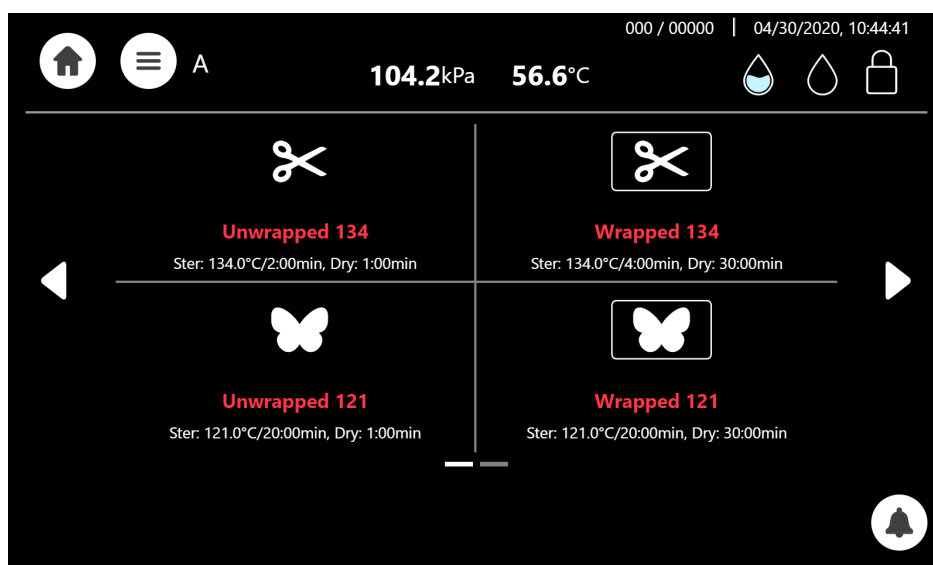 000 / 00000 | 04/30/2020, 10:44:41
A
104.2kPa 56.6°C
Unwrapped 134
Ster: 134.0°C/2:00min, Dry: 1:00min
Wrapped 134
Ster: 134.0°C/4:00min, Dry: 30:00min
Unwrapped 121
Ster: 121.0°C/20:00min, Dry: 1:00min
Wrapped 121
Ster: 121.0°C/20:00min, Dry: 30:00min